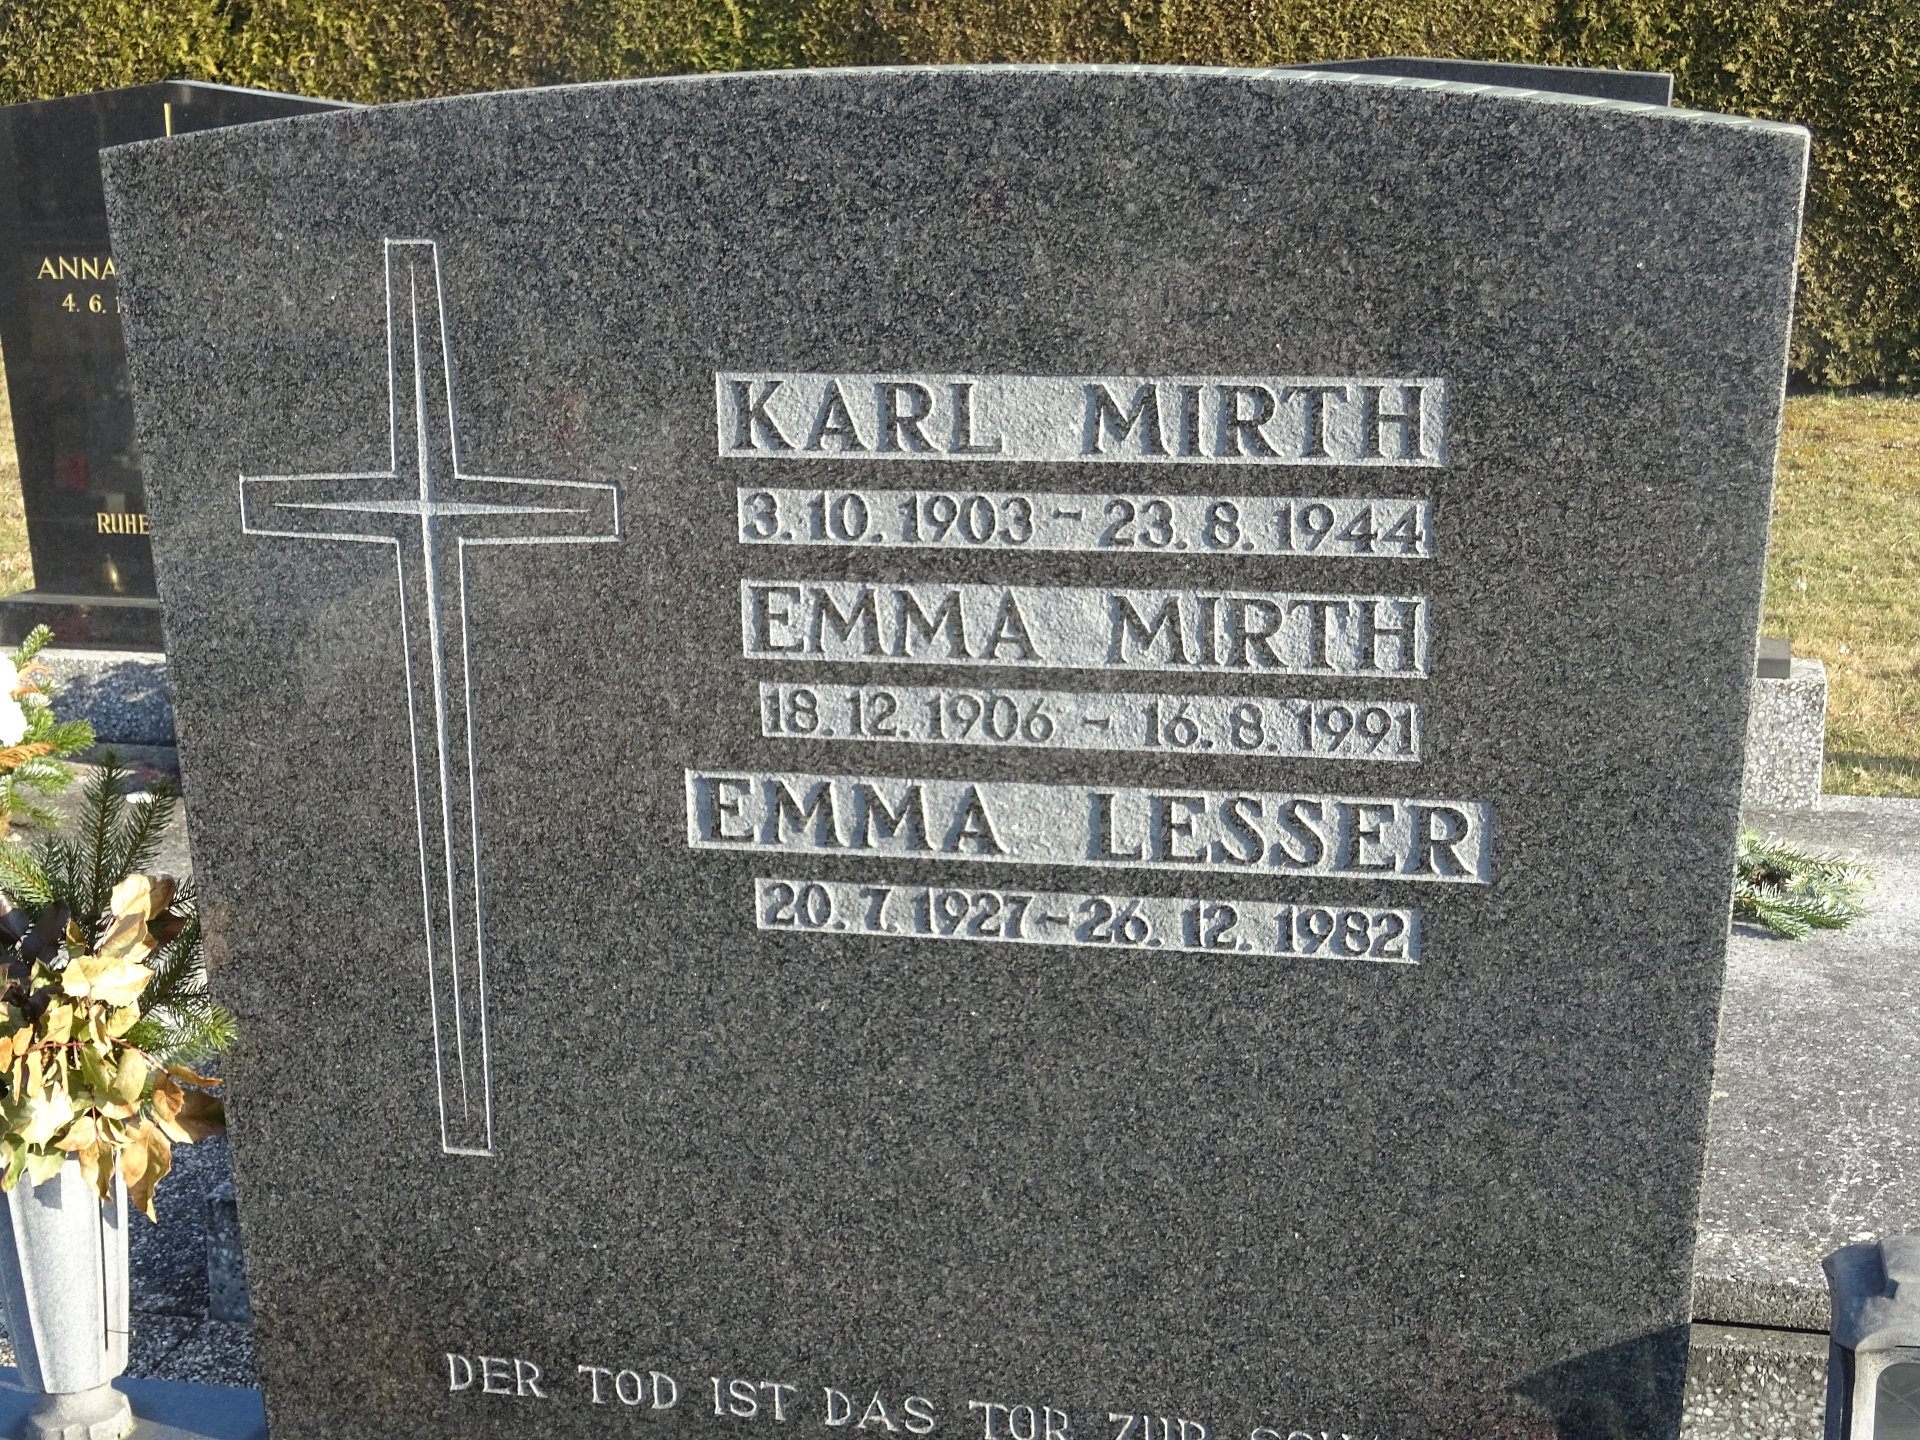 ANNA
4. 6.
RUHE
KARL MIRTH
3. 10. 1903 - 23. 8. 1944
EMMA MIRTH
18. 12. 1906 - 16. 8. 1991
EMMA LESSER
20. 7. 1927 - 26. 12. 1982
DER TOD IST DAS TOR ZUR